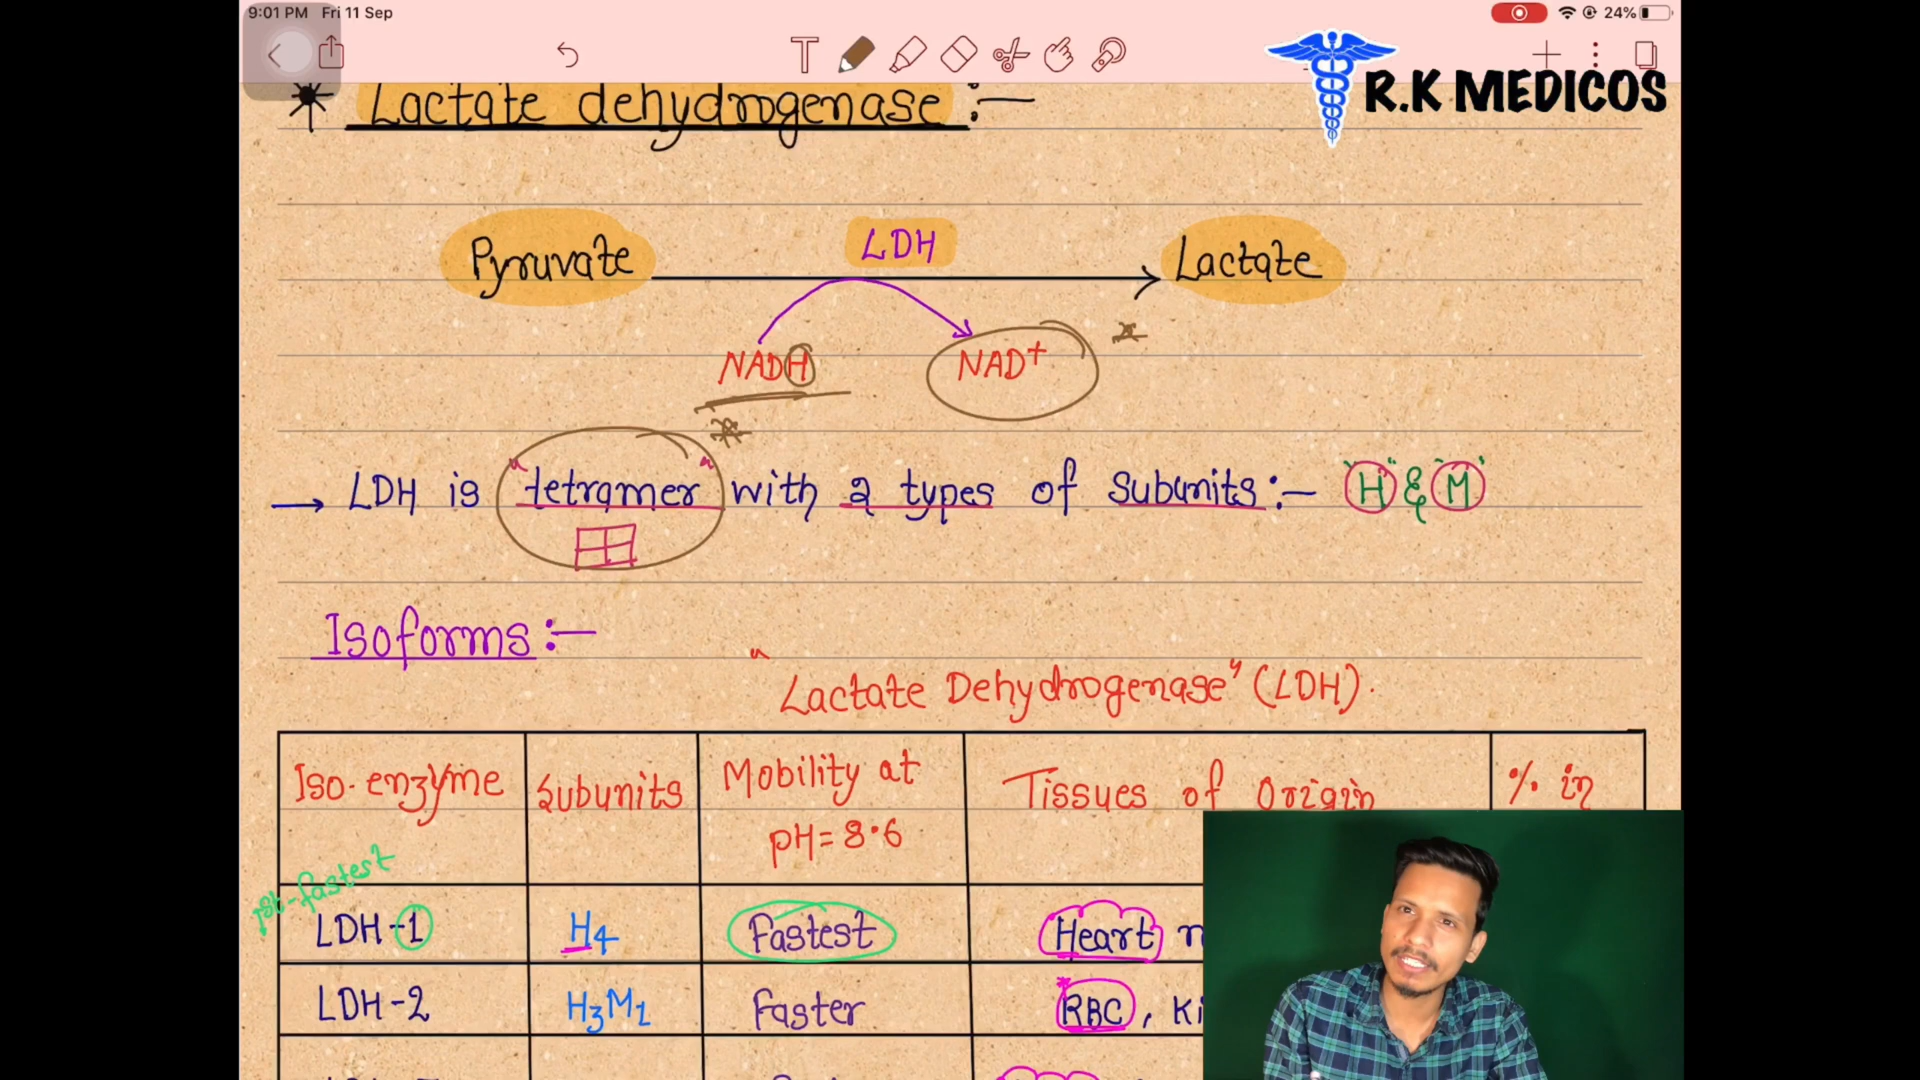 9:01 PM Fri 11 Sep
24%
R.K MEDICOS
Lactate dehydrogenase :-
Pyruvate LDH Lactate
NADH NAD+
→ LDH is "tetramer" with 2 types of subunits :- "H" & "M"
Isoforms :-
"Lactate Dehydrogenase" (LDH).
Iso-enzyme Subunits Mobility at pH = 8.6 Tissues of Origin % in
1st-fastest
LDH-1 H4 Fastest Heart
LDH-2 H3M1 Faster RBC, Ki